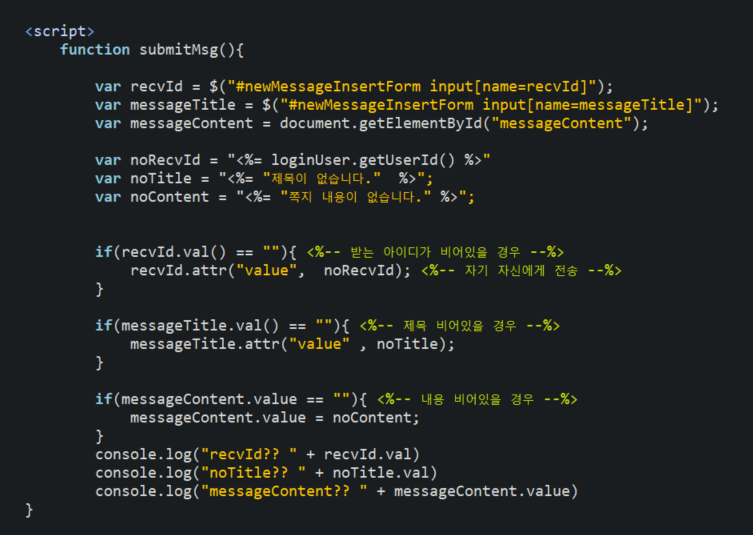 <script>
function submitMsg(){
var recvId = $("#newMessageInsertForm input[name=recvId]");
var messageTitle = $("#newMessageInsertForm input[name=messageTitle]");
var messageContent = document.getElementById("messageContent");
var noRecvId = "<%= loginUser.getUserId() %>"
var noTitle = "<%= "제목이 없습니다."  %>";
var noContent = "<%= "쪽지 내용이 없습니다." %>";
if(recvId.val() == ""){ <%-- 받는 아이디가 비어있을 경우 --%>
recvId.attr("value",  noRecvId); <%-- 자기 자신에게 전송 --%>
}
if(messageTitle.val() == ""){ <%-- 제목 비어있을 경우 --%>
messageTitle.attr("value" , noTitle);
}
if(messageContent.value == ""){ <%-- 내용 비어있을 경우 --%>
messageContent.value = noContent;
}
console.log("recvId?? " + recvId.val)
console.log("noTitle?? " + noTitle.val)
console.log("messageContent?? " + messageContent.value)
}